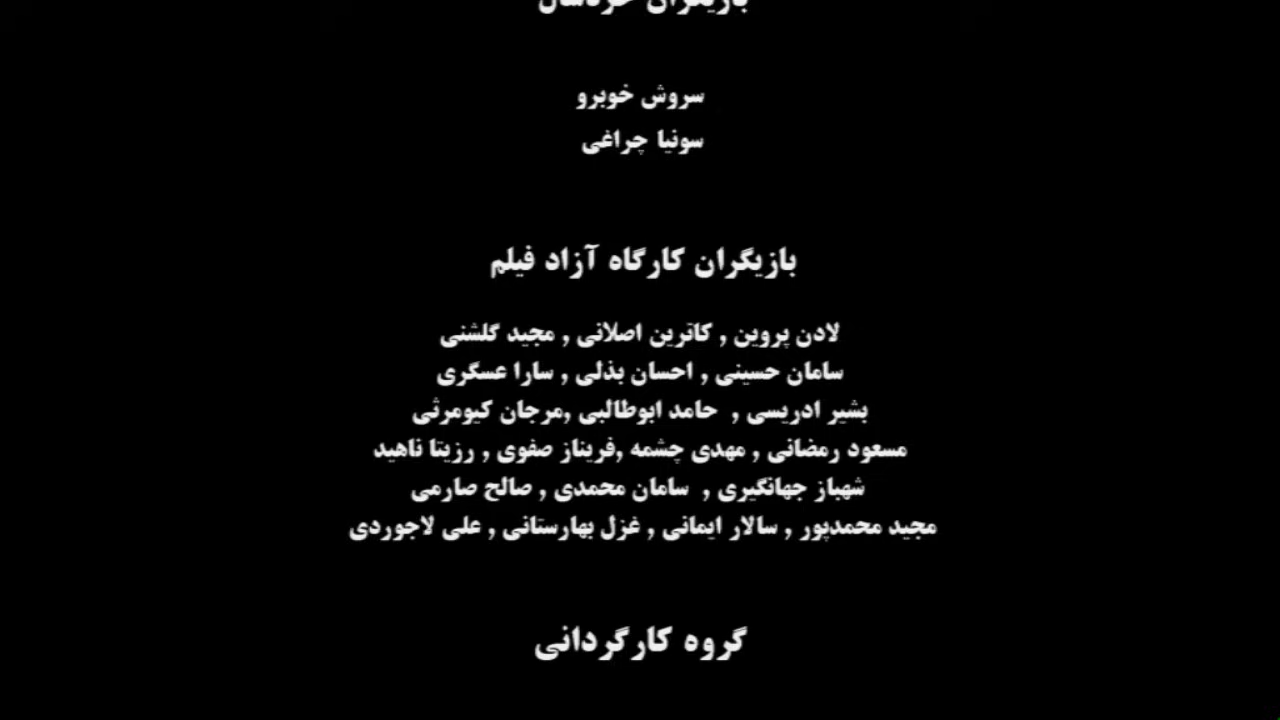 بازیگران خردسال
سروش خوبرو
سونیا چراغی
بازیگران کارگاه آزاد فیلم
لادن پروین , کاترین اصلانی , مجید گلشنی
سامان حسینی , احسان بذلی , سارا عسگری
بشیر ادریسی , حامد ابوطالبی ,مرجان کیومرثی
مسعود رمضانی , مهدی چشمه ,فریناز صفوی , رزیتا ناهید
شهباز جهانگیری , سامان محمدی , صالح صارمی
مجید محمدپور , سالار ایمانی , غزل بهارستانی , علی لاجوردی
گروه کارگردانی